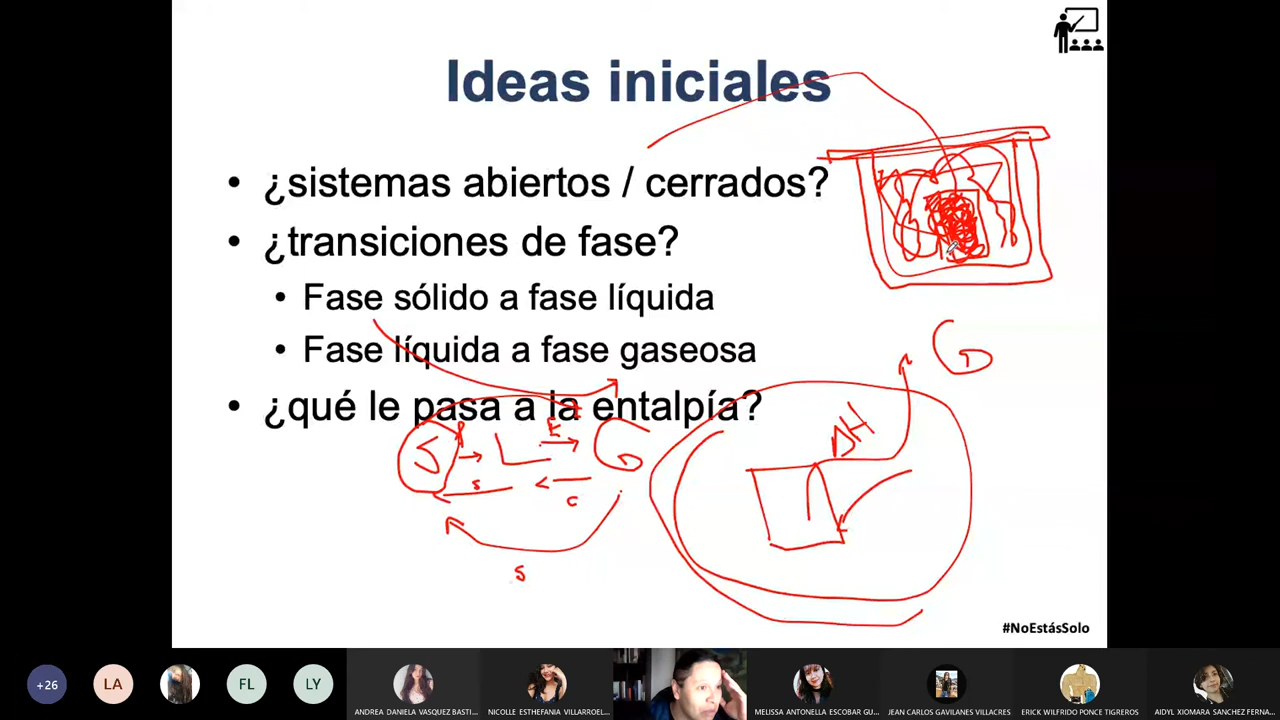 Ideas iniciales
• ¿sistemas abiertos / cerrados?
• ¿transiciones de fase?
• Fase sólido a fase líquida
• Fase líquida a fase gaseosa
• ¿qué le pasa a la entalpía?
G
ΔH
S L E G
S C
S
#NoEstásSolo
+26
LA
FL
LY
ANDREA DANIELA VASQUEZ BASTI...
NICOLLE ESTHEFANIA VILLARROEL...
MELISSA ANTONELLA ESCOBAR GU...
JEAN CARLOS GAVILANES VILLACRES
ERICK WILFRIDO PONCE TIGREROS
AIDYL XIOMARA SANCHEZ FERNA...